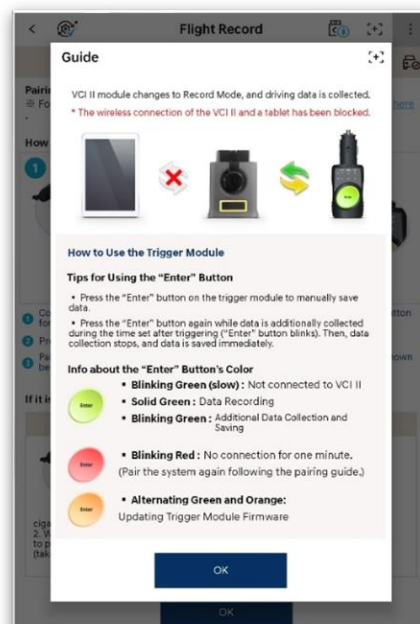 Flight Record
Guide
VCI II module changes to Record Mode, and driving data is collected.
* The wireless connection of the VCI II and a tablet has been blocked.
How to Use the Trigger Module
Tips for Using the “Enter” Button
• Press the “Enter” button on the trigger module to manually save
data.
• Press the “Enter” button again while data is additionally collected
during the time set after triggering (“Enter” button blinks). Then, data
collection stops, and data is saved immediately.
Info about the “Enter” Button's Color
▪ Blinking Green (slow) : Not connected to VCI II
Enter
▪ Solid Green : Data Recording
▪ Blinking Green : Additional Data Collection and
Saving
Enter
▪ Blinking Red : No connection for one minute.
(Pair the system again following the pairing guide.)
Enter
▪ Alternating Green and Orange:
Updating Trigger Module Firmware
OK
OK